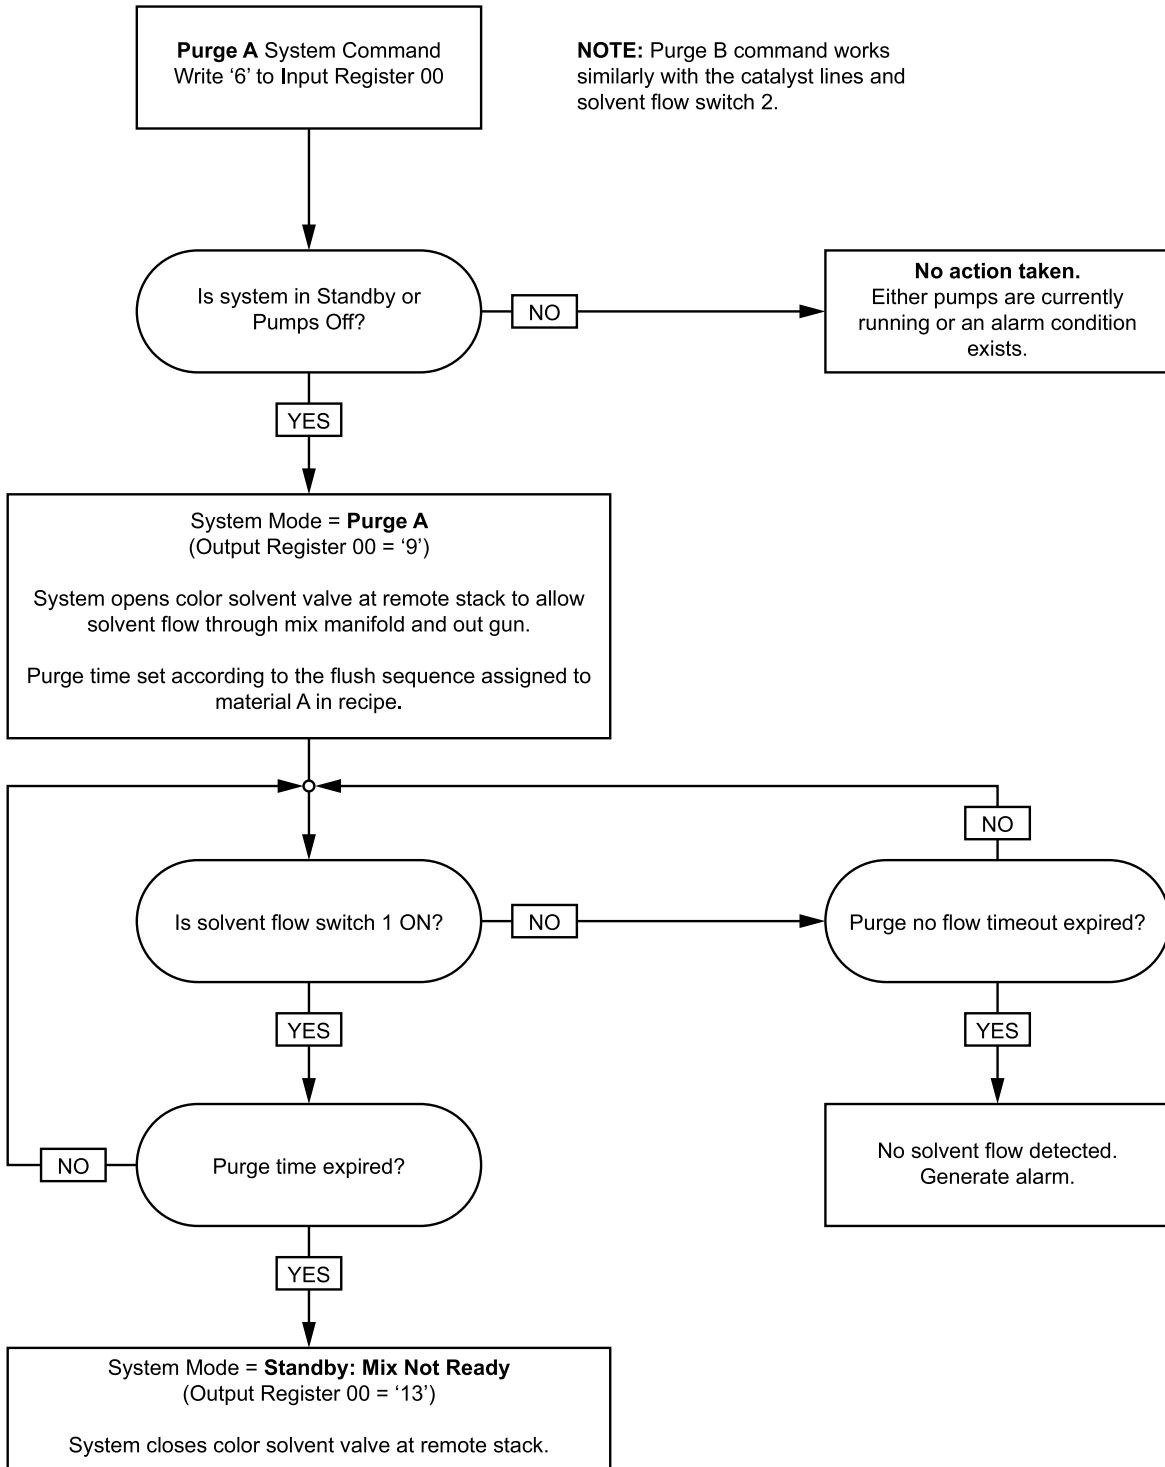 Purge A System Command
Write ‘6’ to Input Register 00
NOTE: Purge B command works
similarly with the catalyst lines and
solvent flow switch 2.
Is system in Standby or
Pumps Off?
NO
No action taken.
Either pumps are currently
running or an alarm condition
exists.
YES
System Mode = Purge A
(Output Register 00 = ‘9’)
System opens color solvent valve at remote stack to allow
solvent flow through mix manifold and out gun.
Purge time set according to the flush sequence assigned to
material A in recipe.
NO
Is solvent flow switch 1 ON?
NO
Purge no flow timeout expired?
YES
YES
No solvent flow detected.
Generate alarm.
NO
Purge time expired?
YES
System Mode = Standby: Mix Not Ready
(Output Register 00 = ‘13’)
System closes color solvent valve at remote stack.